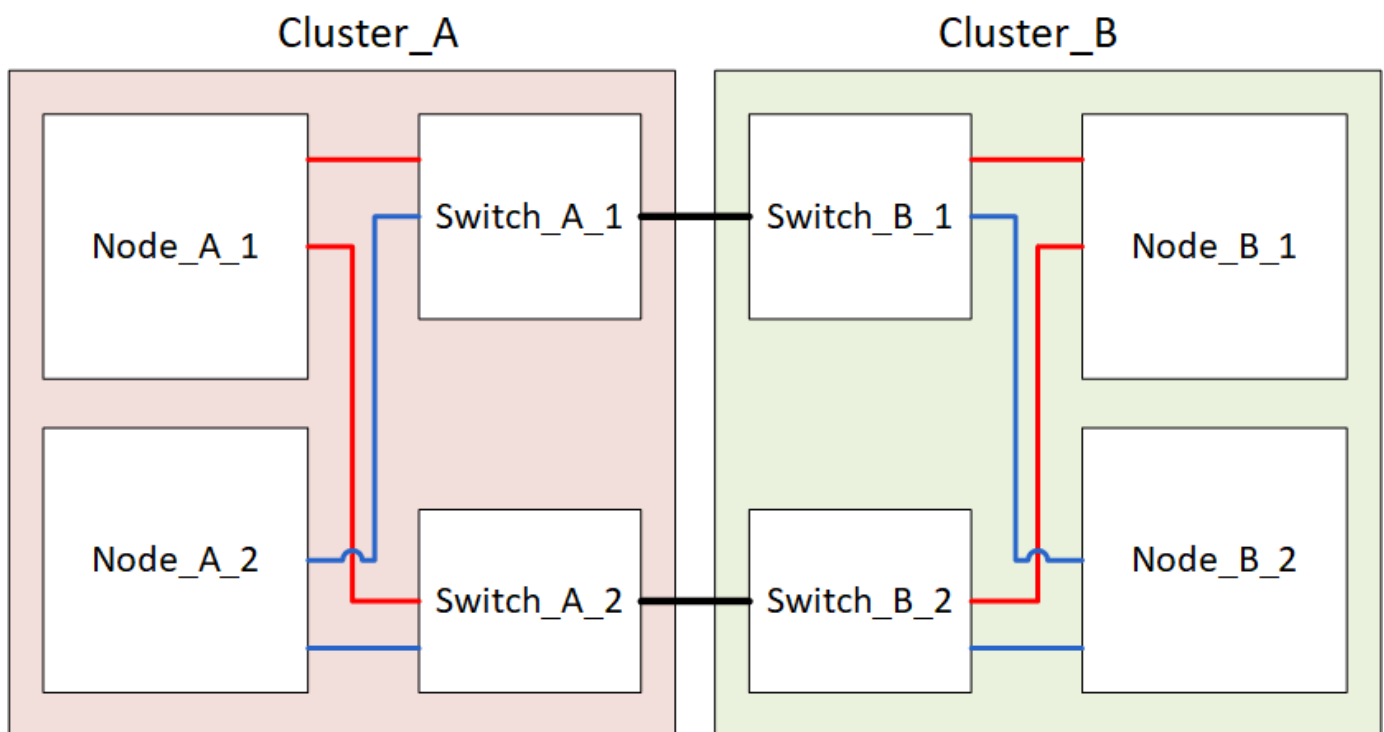 Cluster_A
Cluster_B
Node_A_1
Switch_A_1
Switch_B_1
Node_B_1
Node_A_2
Switch_A_2
Switch_B_2
Node_B_2